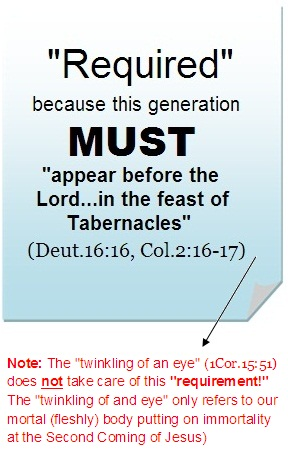 "Required"
because this generation
MUST
"appear before the
Lord...in the feast of
Tabernacles"
(Deut.16:16, Col.2:16-17)
Note: The "twinkling of an eye" (1Cor.15:51)
does not take care of this "requirement!"
The "twinkling of and eye" only refers to our
mortal (fleshly) body putting on immortality
at the Second Coming of Jesus)